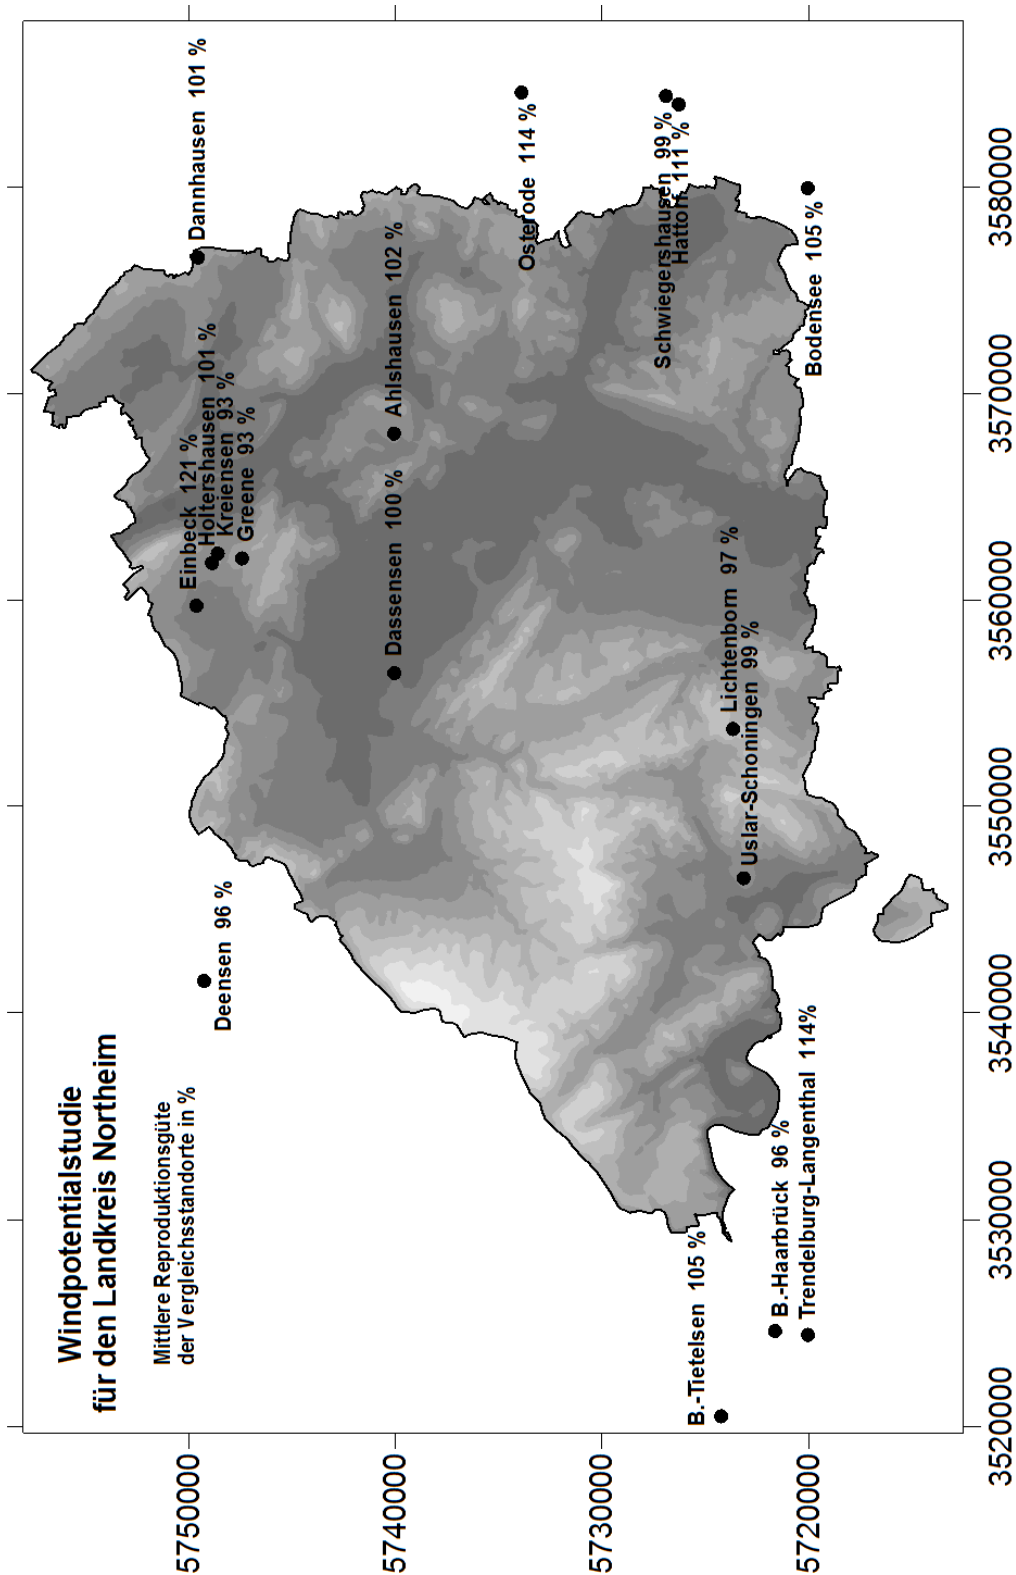 Windpotentialstudie
für den Landkreis Northeim
Mittlere Reproduktionsgüte
der Vergleichsstandorte in %
Deensen 96 %
Dannhausen 101 %
Einbeck 121 %
Holtershausen 101 %
Kreiensen 93 %
Greene 93 %
Dassensen 100 %
Ahlshausen 102 %
Osterode 114 %
Schwiegershausen 99 %
Hattorf 111 %
Bodensee 105 %
Lichtenborn 97 %
Uslar-Schoningen 99 %
B.-Tietelsen 105 %
B.-Haarbrück 96 %
Trendelburg-Langenthal 114%
5750000
5740000
5730000
5720000
3520000
3530000
3540000
3550000
3560000
3570000
3580000